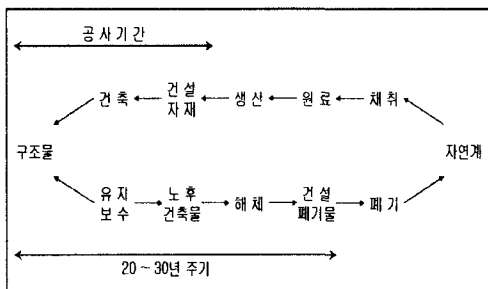 공사기간
건축 건설 생산 원료 채취
자재
구조물 자연계
유자 노후 해체 건설 폐기
보수 건축물 폐기물
20 ~ 30년 주기